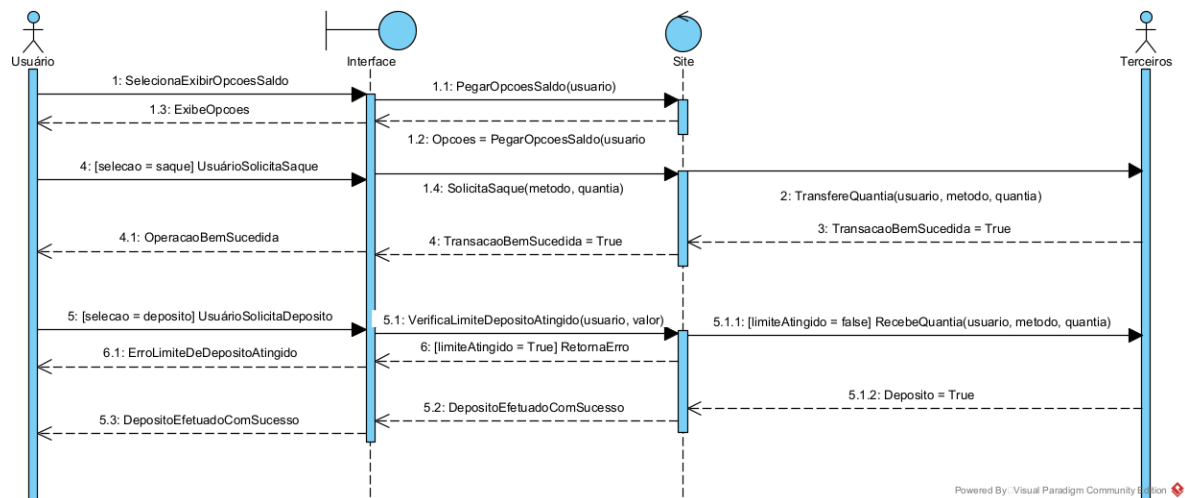 Usuário
Interface
Site
Terceiros
1: SelecionaExibirOpcoesSaldo
1.1: PegarOpcoesSaldo(usuario)
1.3: ExibeOpcoes
1.2: Opcoes = PegarOpcoesSaldo(usuario
4: [selecao = saque] UsuárioSolicitaSaque
1.4: SolicitaSaque(metodo, quantia)
2: TransfereQuantia(usuario, metodo, quantia)
3: TransacaoBemSucedida = True
4: TransacaoBemSucedida = True
4.1: OperacaoBemSucedida
5: [selecao = deposito] UsuárioSolicitaDeposito
5.1: VerificaLimiteDepositoAtingido(usuario, valor)
5.1.1: [limiteAtingido = false] RecebeQuantia(usuario, metodo, quantia)
6: [limiteAtingido = True] RetornaErro
6.1: ErroLimiteDeDepositoAtingido
5.1.2: Deposito = True
5.2: DepositoEfetuadoComSucesso
5.3: DepositoEfetuadoComSucesso
Powered By Visual Paradigm Community Edition